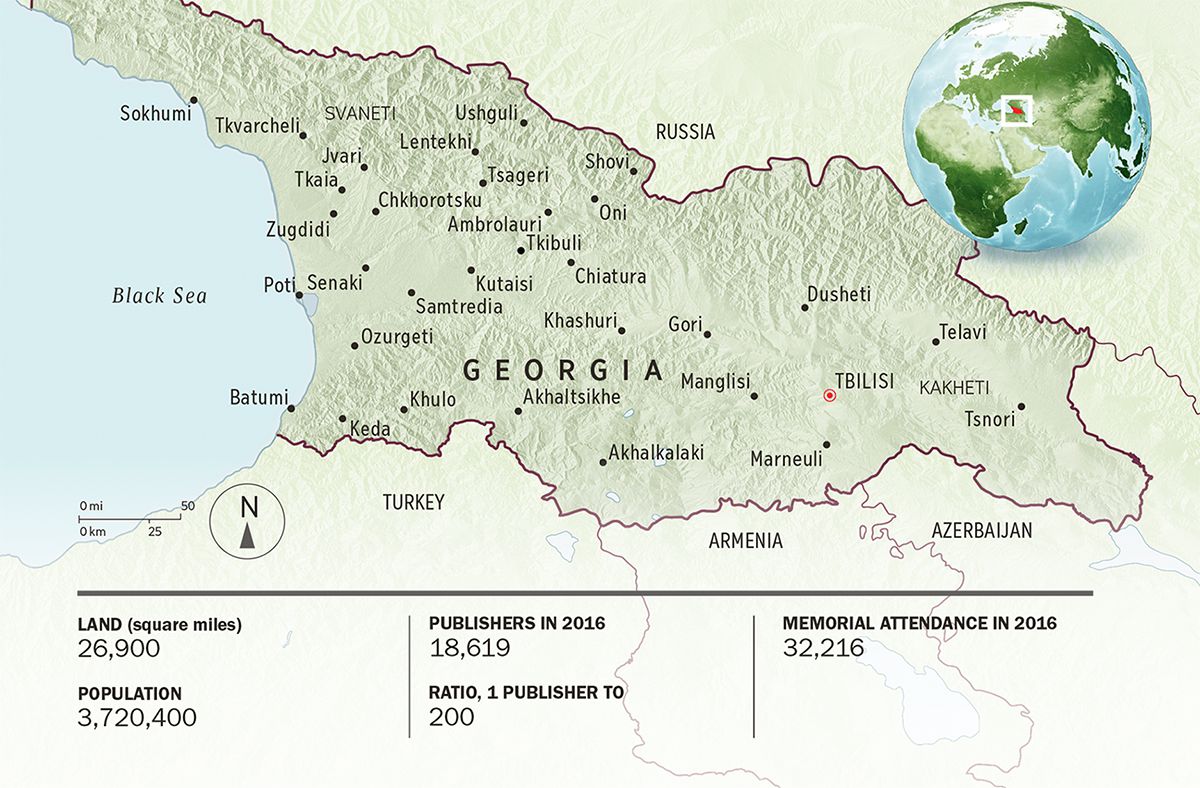 Sokhumi
Tkvarcheli
SVANETI
Ushguli
Lentekhi
RUSSIA
Jvari
Shovi
Tkaia
Tsageri
Chkhorotsku
Oni
Zugdidi
Ambrolauri
Tkibuli
Black Sea
Poti
Senaki
Kutaisi
Chiatura
Samtredia
Dusheti
Khashuri
Gori
Ozurgeti
Telavi
GEORGIA
Manglisi
TBILISI
KAKHETI
Batumi
Khulo
Akhaltsikhe
Tsnori
Keda
Akhalkalaki
Marneuli
TURKEY
ARMENIA
AZERBAIJAN
0 mi 50
0 km 25
N
LAND (square miles)
26,900
POPULATION
3,720,400
PUBLISHERS IN 2016
18,619
RATIO, 1 PUBLISHER TO
200
MEMORIAL ATTENDANCE IN 2016
32,216